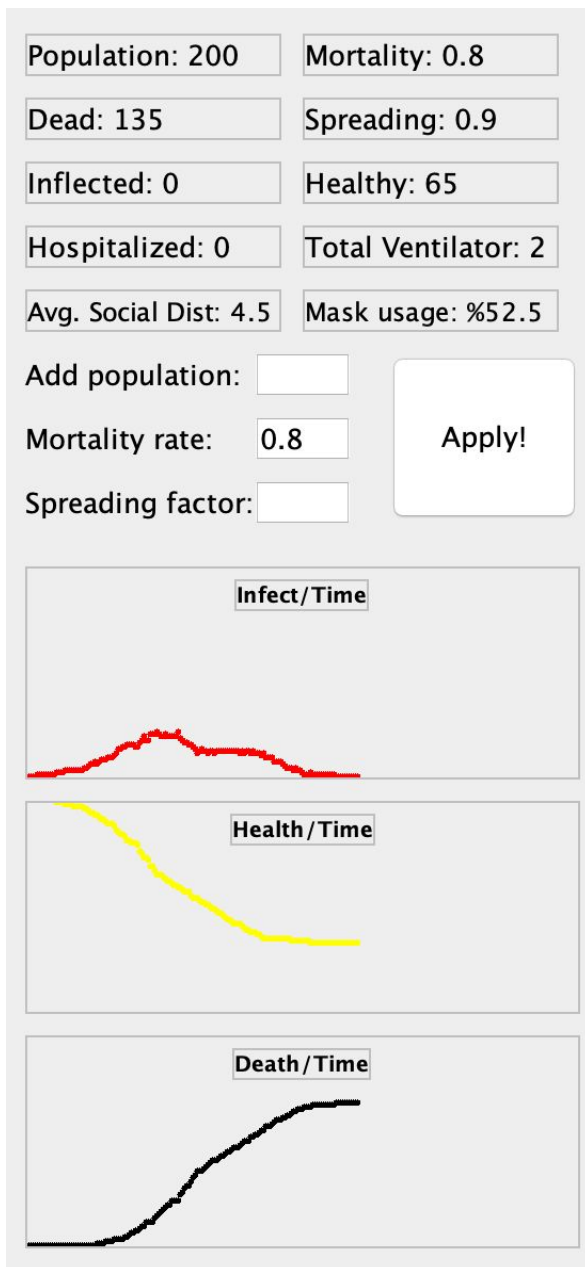 Population: 200
Mortality: 0.8
Dead: 135
Spreading: 0.9
Inflected: 0
Healthy: 65
Hospitalized: 0
Total Ventilator: 2
Avg. Social Dist: 4.5
Mask usage: %52.5
Add population:
Mortality rate: 0.8
Apply!
Spreading factor:
Infect/Time
Health/Time
Death/Time